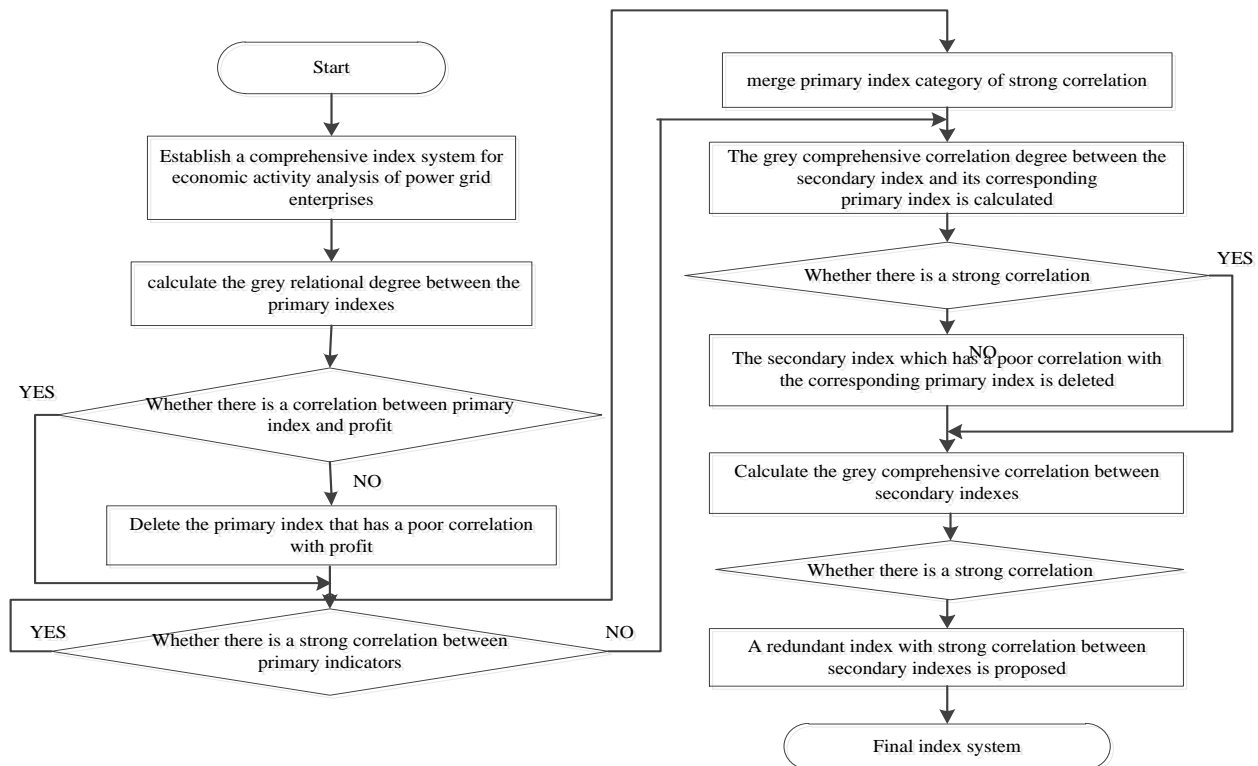 Start
Establish a comprehensive index system for
economic activity analysis of power grid
enterprises
calculate the grey relational degree between the
primary indexes
YES
Whether there is a correlation between primary
index and profit
NO
Delete the primary index that has a poor correlation
with profit
YES
Whether there is a strong correlation between
primary indicators
NO
merge primary index category of strong correlation
The grey comprehensive correlation degree between the
secondary index and its corresponding
primary index is calculated
YES
Whether there is a strong correlation
NO
The secondary index which has a poor correlation with
the corresponding primary index is deleted
Calculate the grey comprehensive correlation between
secondary indexes
Whether there is a strong correlation
A redundant index with strong correlation between
secondary indexes is proposed
Final index system